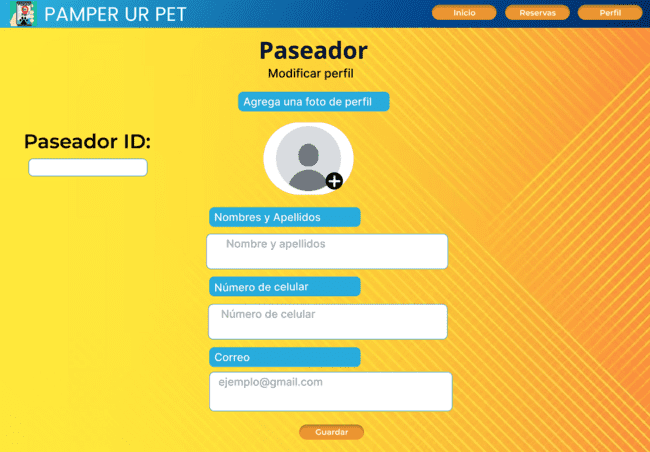 PAMPER UR PET
Inicio
Reservas
Perfil
Paseador
Modificar perfil
Agrega una foto de perfil
Paseador ID:
Nombres y Apellidos
Nombre y apellidos
Número de celular
Número de celular
Correo
ejemplo@gmail.com
Guardar